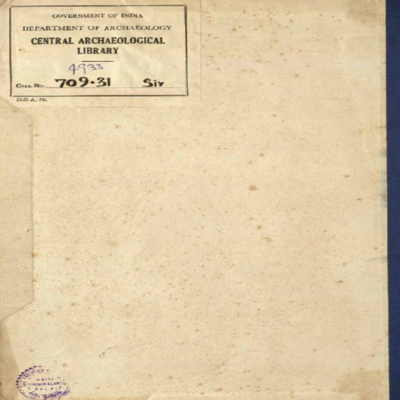 GOVERNMENT OF INDIA
DEPARTMENT OF ARCHAEOLOGY
CENTRAL ARCHAEOLOGICAL
LIBRARY
4933
CALL No. 709.31 Siv
D.G A. 79.